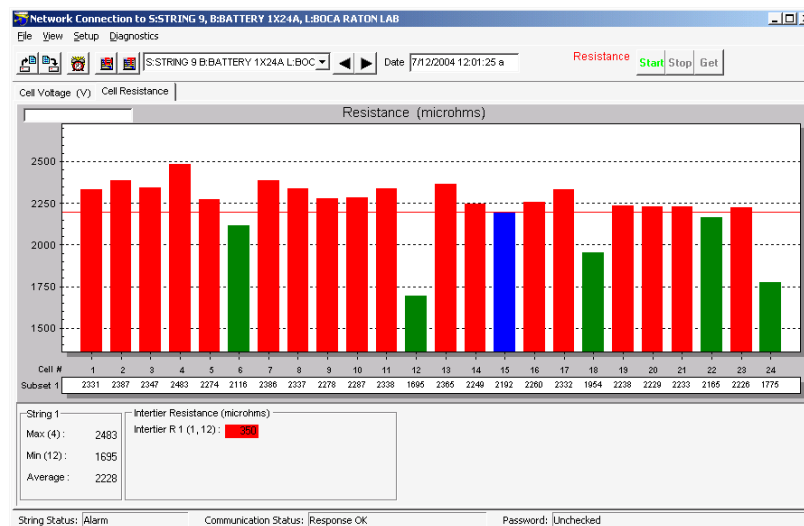 Network Connection to S:STRING 9, B:BATTERY 1X24A, L:BOCA RATON LAB
File View Setup Diagnostics
S:STRING 9 B:BATTERY 1X24A L:BOC Date 7/12/2004 12:01:25 a Resistance Start Stop Get
Cell Voltage (V) Cell Resistance
Resistance (microhms)
2500
2250
2000
1750
1500
Cell # 1 2 3 4 5 6 7 8 9 10 11 12 13 14 15 16 17 18 19 20 21 22 23 24
Subset 1 2331 2387 2347 2483 2274 2116 2386 2337 2278 2287 2338 1695 2365 2249 2192 2260 2332 1954 2238 2229 2233 2165 2226 1775
String 1 Intertier Resistance (microhms)
Max (4) : 2483 Intertier R 1 (1, 12) : 350
Min (12) : 1695
Average : 2228
String Status: Alarm Communication Status: Response OK Password: Unchecked